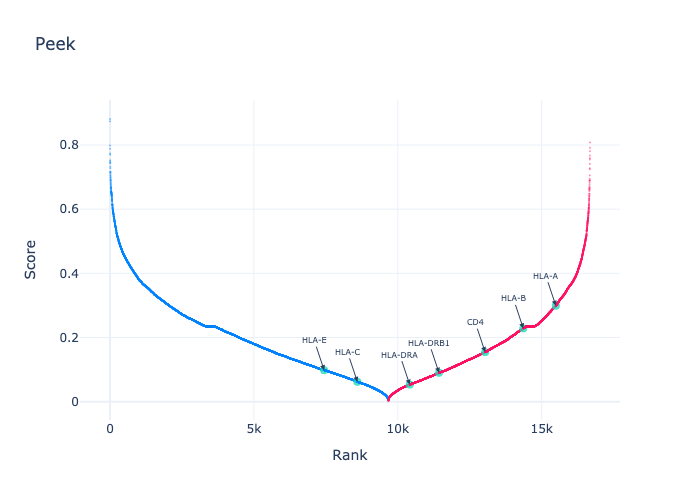 Peek
Score
0.8
0.6
0.4
0.2
0
HLA-E
HLA-C
HLA-DRA
HLA-DRB1
CD4
HLA-B
HLA-A
0
5k
10k
15k
Rank